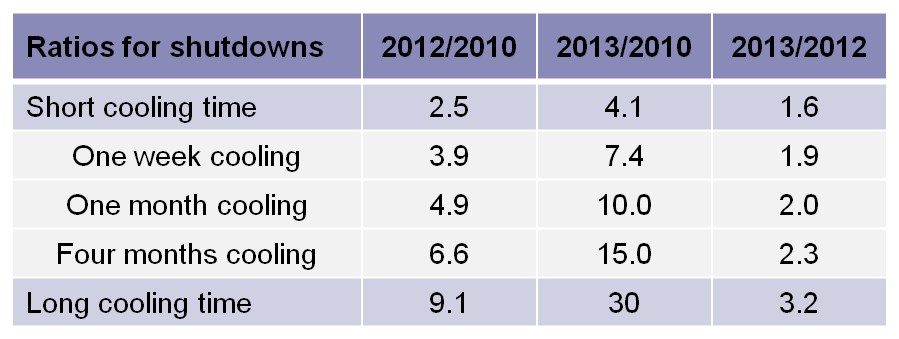 Ratios for shutdowns 2012/2010 2013/2010 2013/2012
Short cooling time 2.5 4.1 1.6
One week cooling 3.9 7.4 1.9
One month cooling 4.9 10.0 2.0
Four months cooling 6.6 15.0 2.3
Long cooling time 9.1 30 3.2